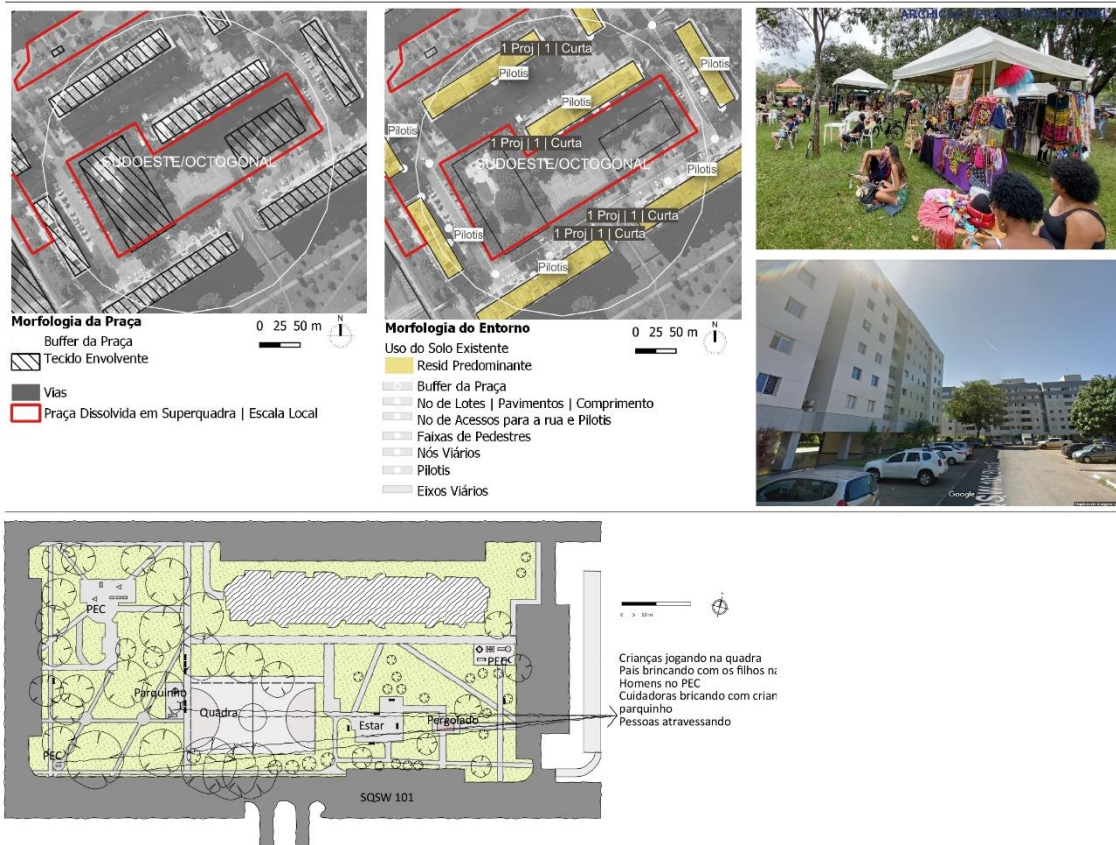 SUDOESTE/OCTOGONAL
Morfologia da Praça
0 25 50 m
N
Buffer da Praça
Tecido Envolvente
Vias
Praça Dissolvida em Superquadra | Escala Local
1 Proj | 1 | Curta
Pilotis
Pilotis
Pilotis
Pilotis
1 Proj | 1 | Curta
SUDOESTE/OCTOGONAL
Pilotis
1 Proj | 1 | Curta
Pilotis
1 Proj | 1 | Curta
Pilotis
Morfologia do Entorno
0 25 50 m
N
Uso do Solo Existente
Resid Predominante
Buffer da Praça
No de Lotes | Pavimentos | Comprimento
No de Acessos para a rua e Pilotis
Faixas de Pedestres
Nós Viários
Pilotis
Eixos Viários
Google
PEC
PEC
Parquinho
Quadra
Estar
Pergolado
PEC
SQSW 101
0 5 10 m
Crianças jogando na quadra
Pais brincando com os filhos
Homens no PEC
Cuidadoras bricando com
parquinho
Pessoas atravessando